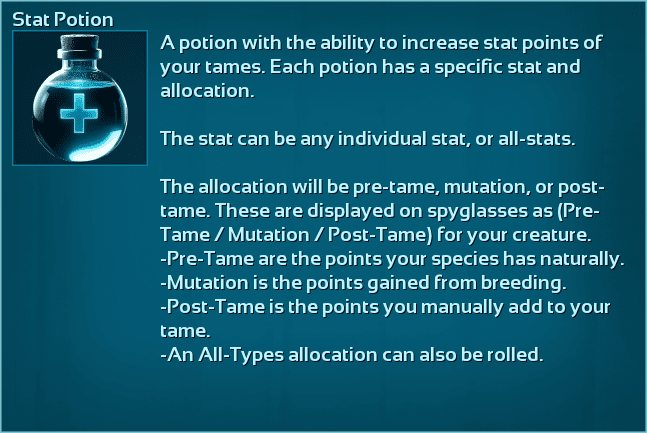 Stat Potion
A potion with the ability to increase stat points of
your tames. Each potion has a specific stat and
allocation.
The stat can be any individual stat, or all-stats.
The allocation will be pre-tame, mutation, or post-
tame. These are displayed on spyglasses as (Pre-
Tame / Mutation / Post-Tame) for your creature.
-Pre-Tame are the points your species has naturally.
-Mutation is the points gained from breeding.
-Post-Tame is the points you manually add to your
tame.
-An All-Types allocation can also be rolled.